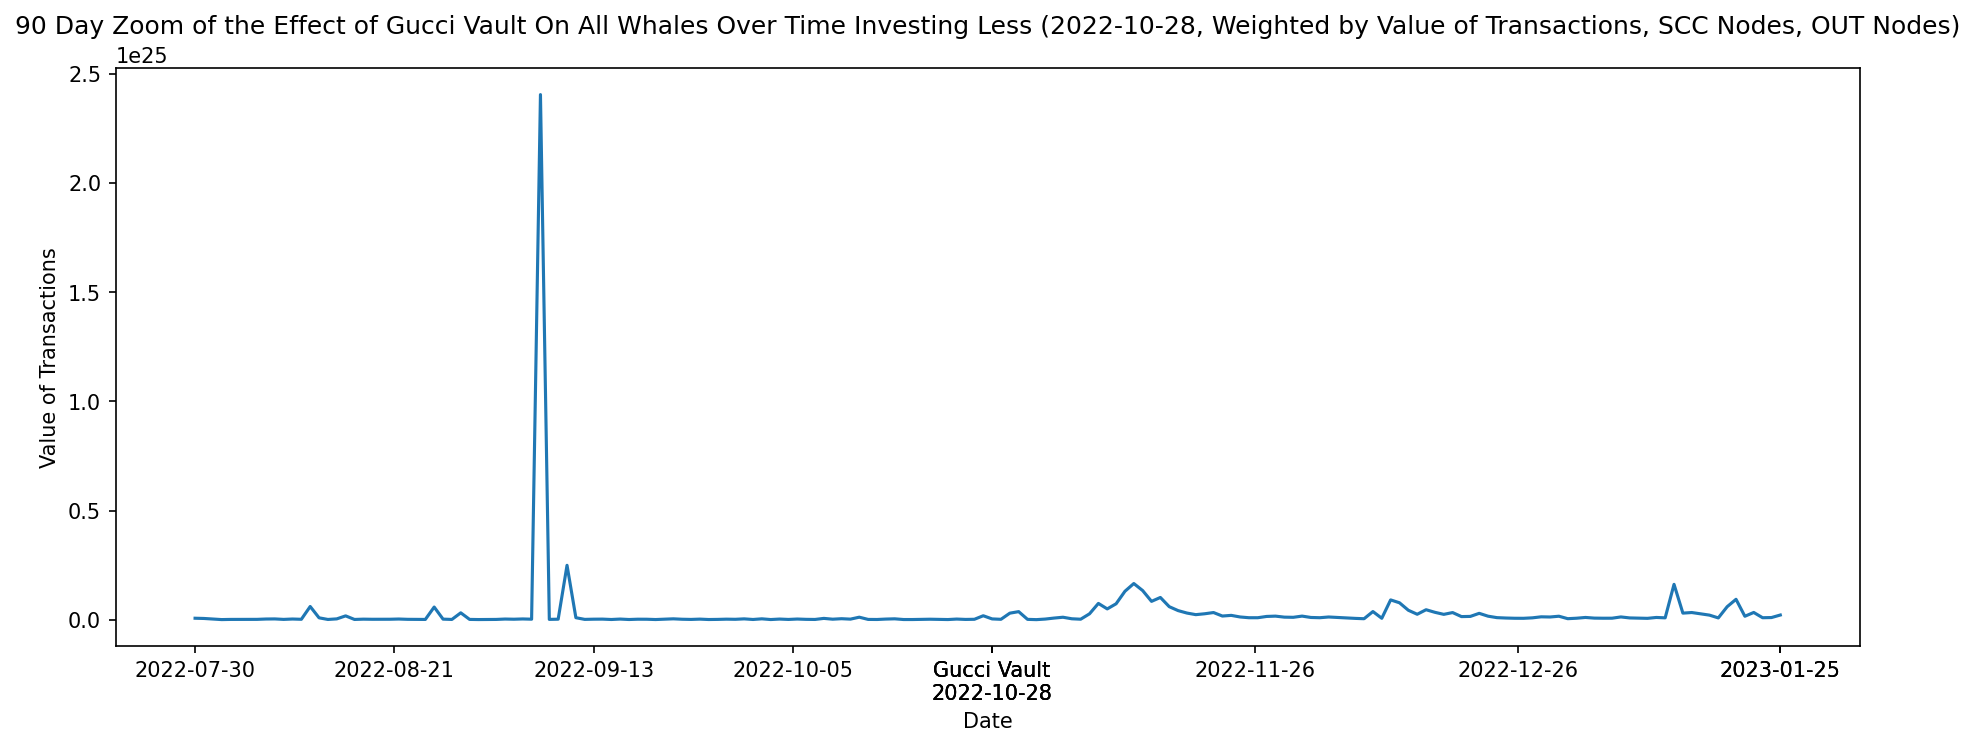 90 Day Zoom of the Effect of Gucci Vault On All Whales Over Time Investing Less (2022-10-28, Weighted by Value of Transactions, SCC Nodes, OUT Nodes)
1e25
2.5
2.0
1.5
1.0
0.5
0.0
Value of Transactions
2022-07-30 2022-08-21 2022-09-13 2022-10-05 Gucci Vault 2022-11-26 2022-12-26 2023-01-25
2022-10-28
Date